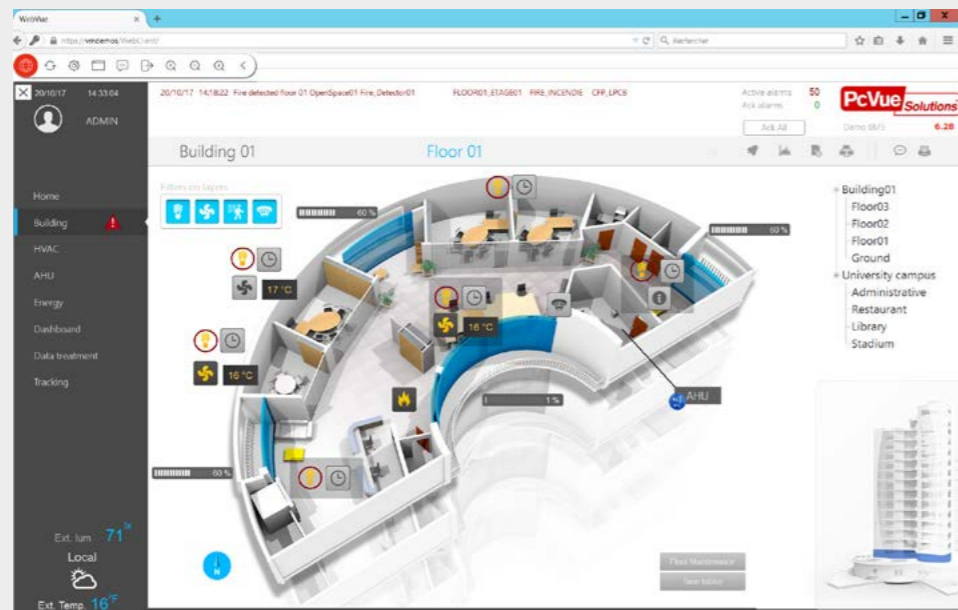 WebVue
https://vmdemos/WebClient/
Rechercher
20/10/17 14:33:04
ADMIN
20/10/17 14:18:22 Fire detected floor 01 OpenSpace01 Fire_Detector01 FLOOR01_ETAGE01 FIRE_INCENDIE CFP_LPCB
Active alarms 50
Ack alarms 0
Ack All
PcVue Solutions
Demo BMS 6.28
Building 01
Floor 01
Home
Building
HVAC
AHU
Energy
Dashboard
Data treatment
Tracking
Filters on layers
60 %
60 %
17 °C
16 °C
16 °C
1 %
AHU
60 %
Building01
Floor03
Floor02
Floor01
Ground
University campus
Administrative
Restaurant
Library
Stadium
N
Floor Maintenance
Ext. lum 71 lx
Local
Ext. Temp. 16 °F